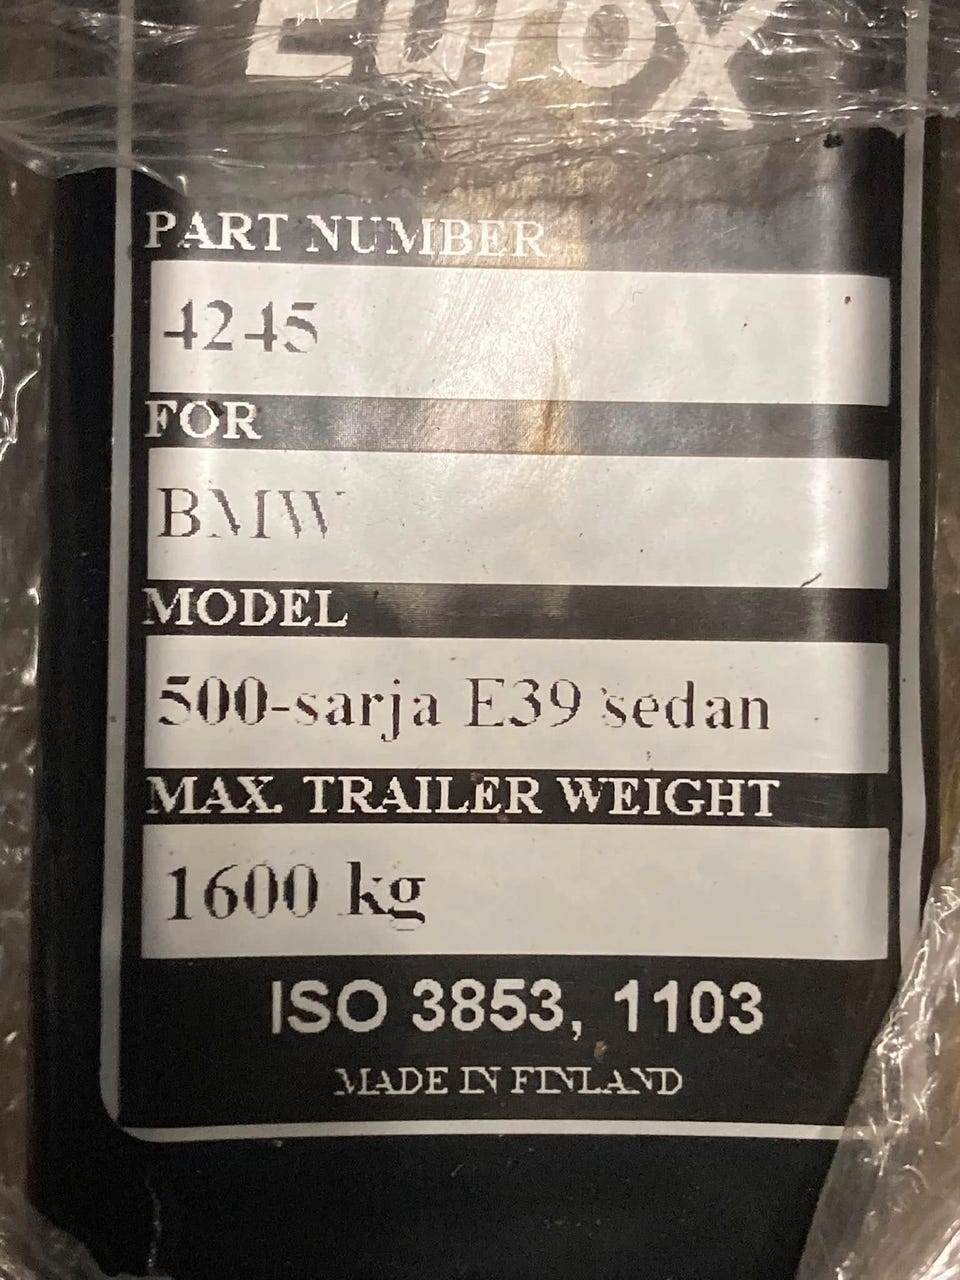 EuroX
PART NUMBER
4245
FOR
BMW
MODEL
500-sarja E39 sedan
MAX. TRAILER WEIGHT
1600 kg
ISO 3853, 1103
MADE IN FINLAND